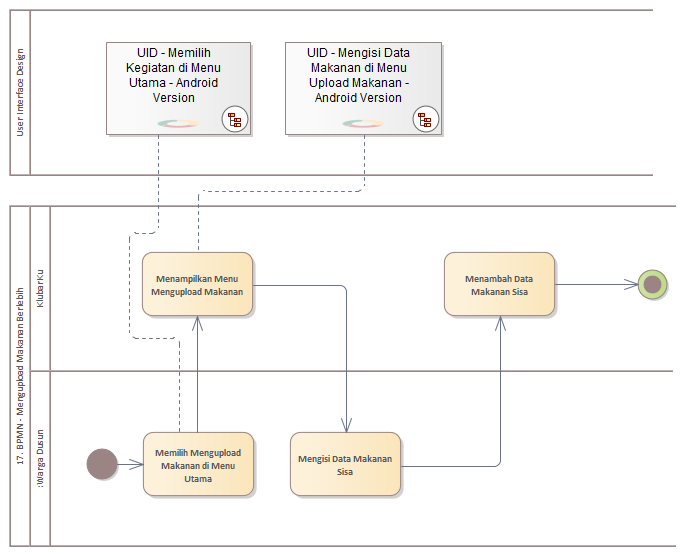 User Interface Design
UID - Memilih
Kegiatan di Menu
Utama - Android
Version
UID - Mengisi Data
Makanan di Menu
Upload Makanan -
Android Version
17. BPMN - Mengupload Makanan Berlebih
KlubarKu
Menampilkan Menu
Mengupload Makanan
Menambah Data
Makanan Sisa
:Warga Dusun
Memilih Mengupload
Makanan di Menu
Utama
Mengisi Data Makanan
Sisa